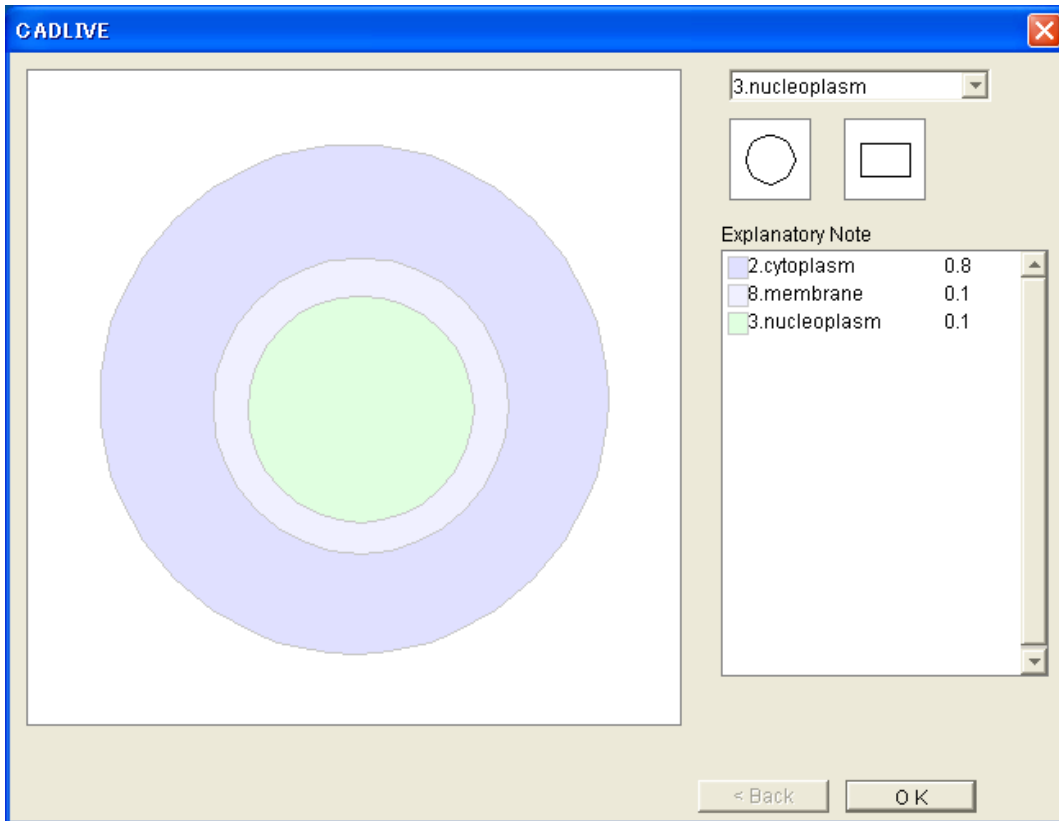 CADLIVE
3.nucleoplasm
Explanatory Note
2.cytoplasm 0.8
8.membrane 0.1
3.nucleoplasm 0.1
< Back
OK